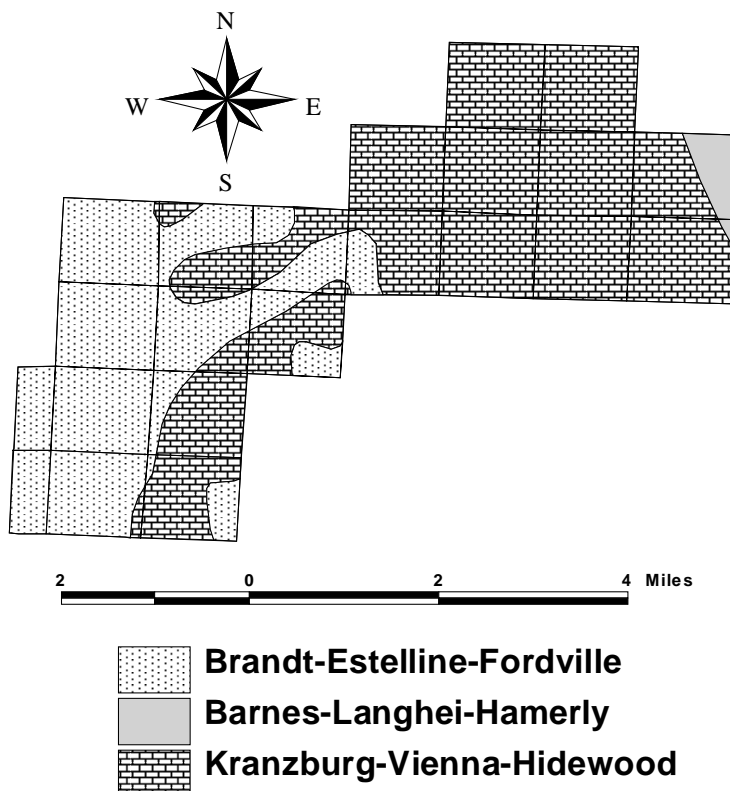 N
W E
S
2 0 2 4 Miles
Brandt-Estelline-Fordville
Barnes-Langhei-Hamerly
Kranzburg-Vienna-Hidewood